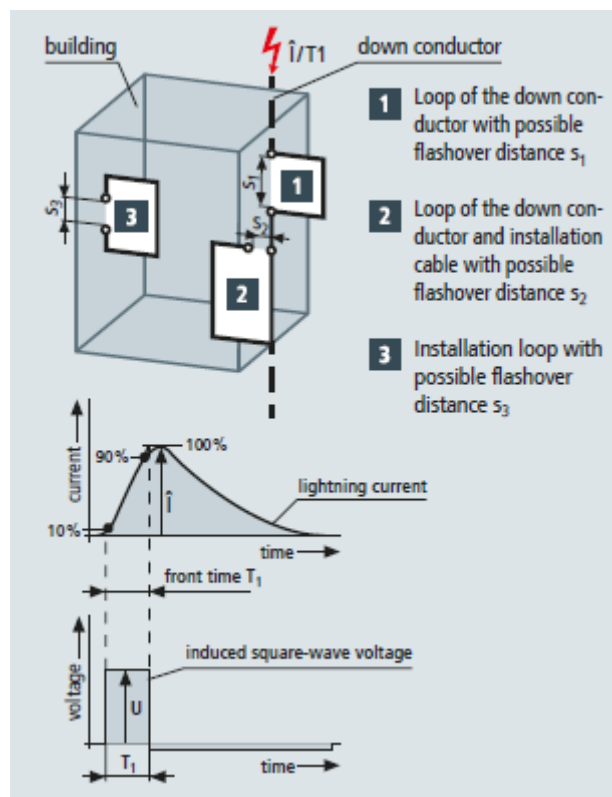 building
Î/T1
down conductor
1 Loop of the down con-
ductor with possible
flashover distance s₁
s₁
1
s₃
3
s₂
2
2 Loop of the down con-
ductor and installation
cable with possible
flashover distance s₂
3 Installation loop with
possible flashover
distance s₃
current
100%
90%
Î
lightning current
10%
time
front time T₁
voltage
induced square-wave voltage
U
T₁
time